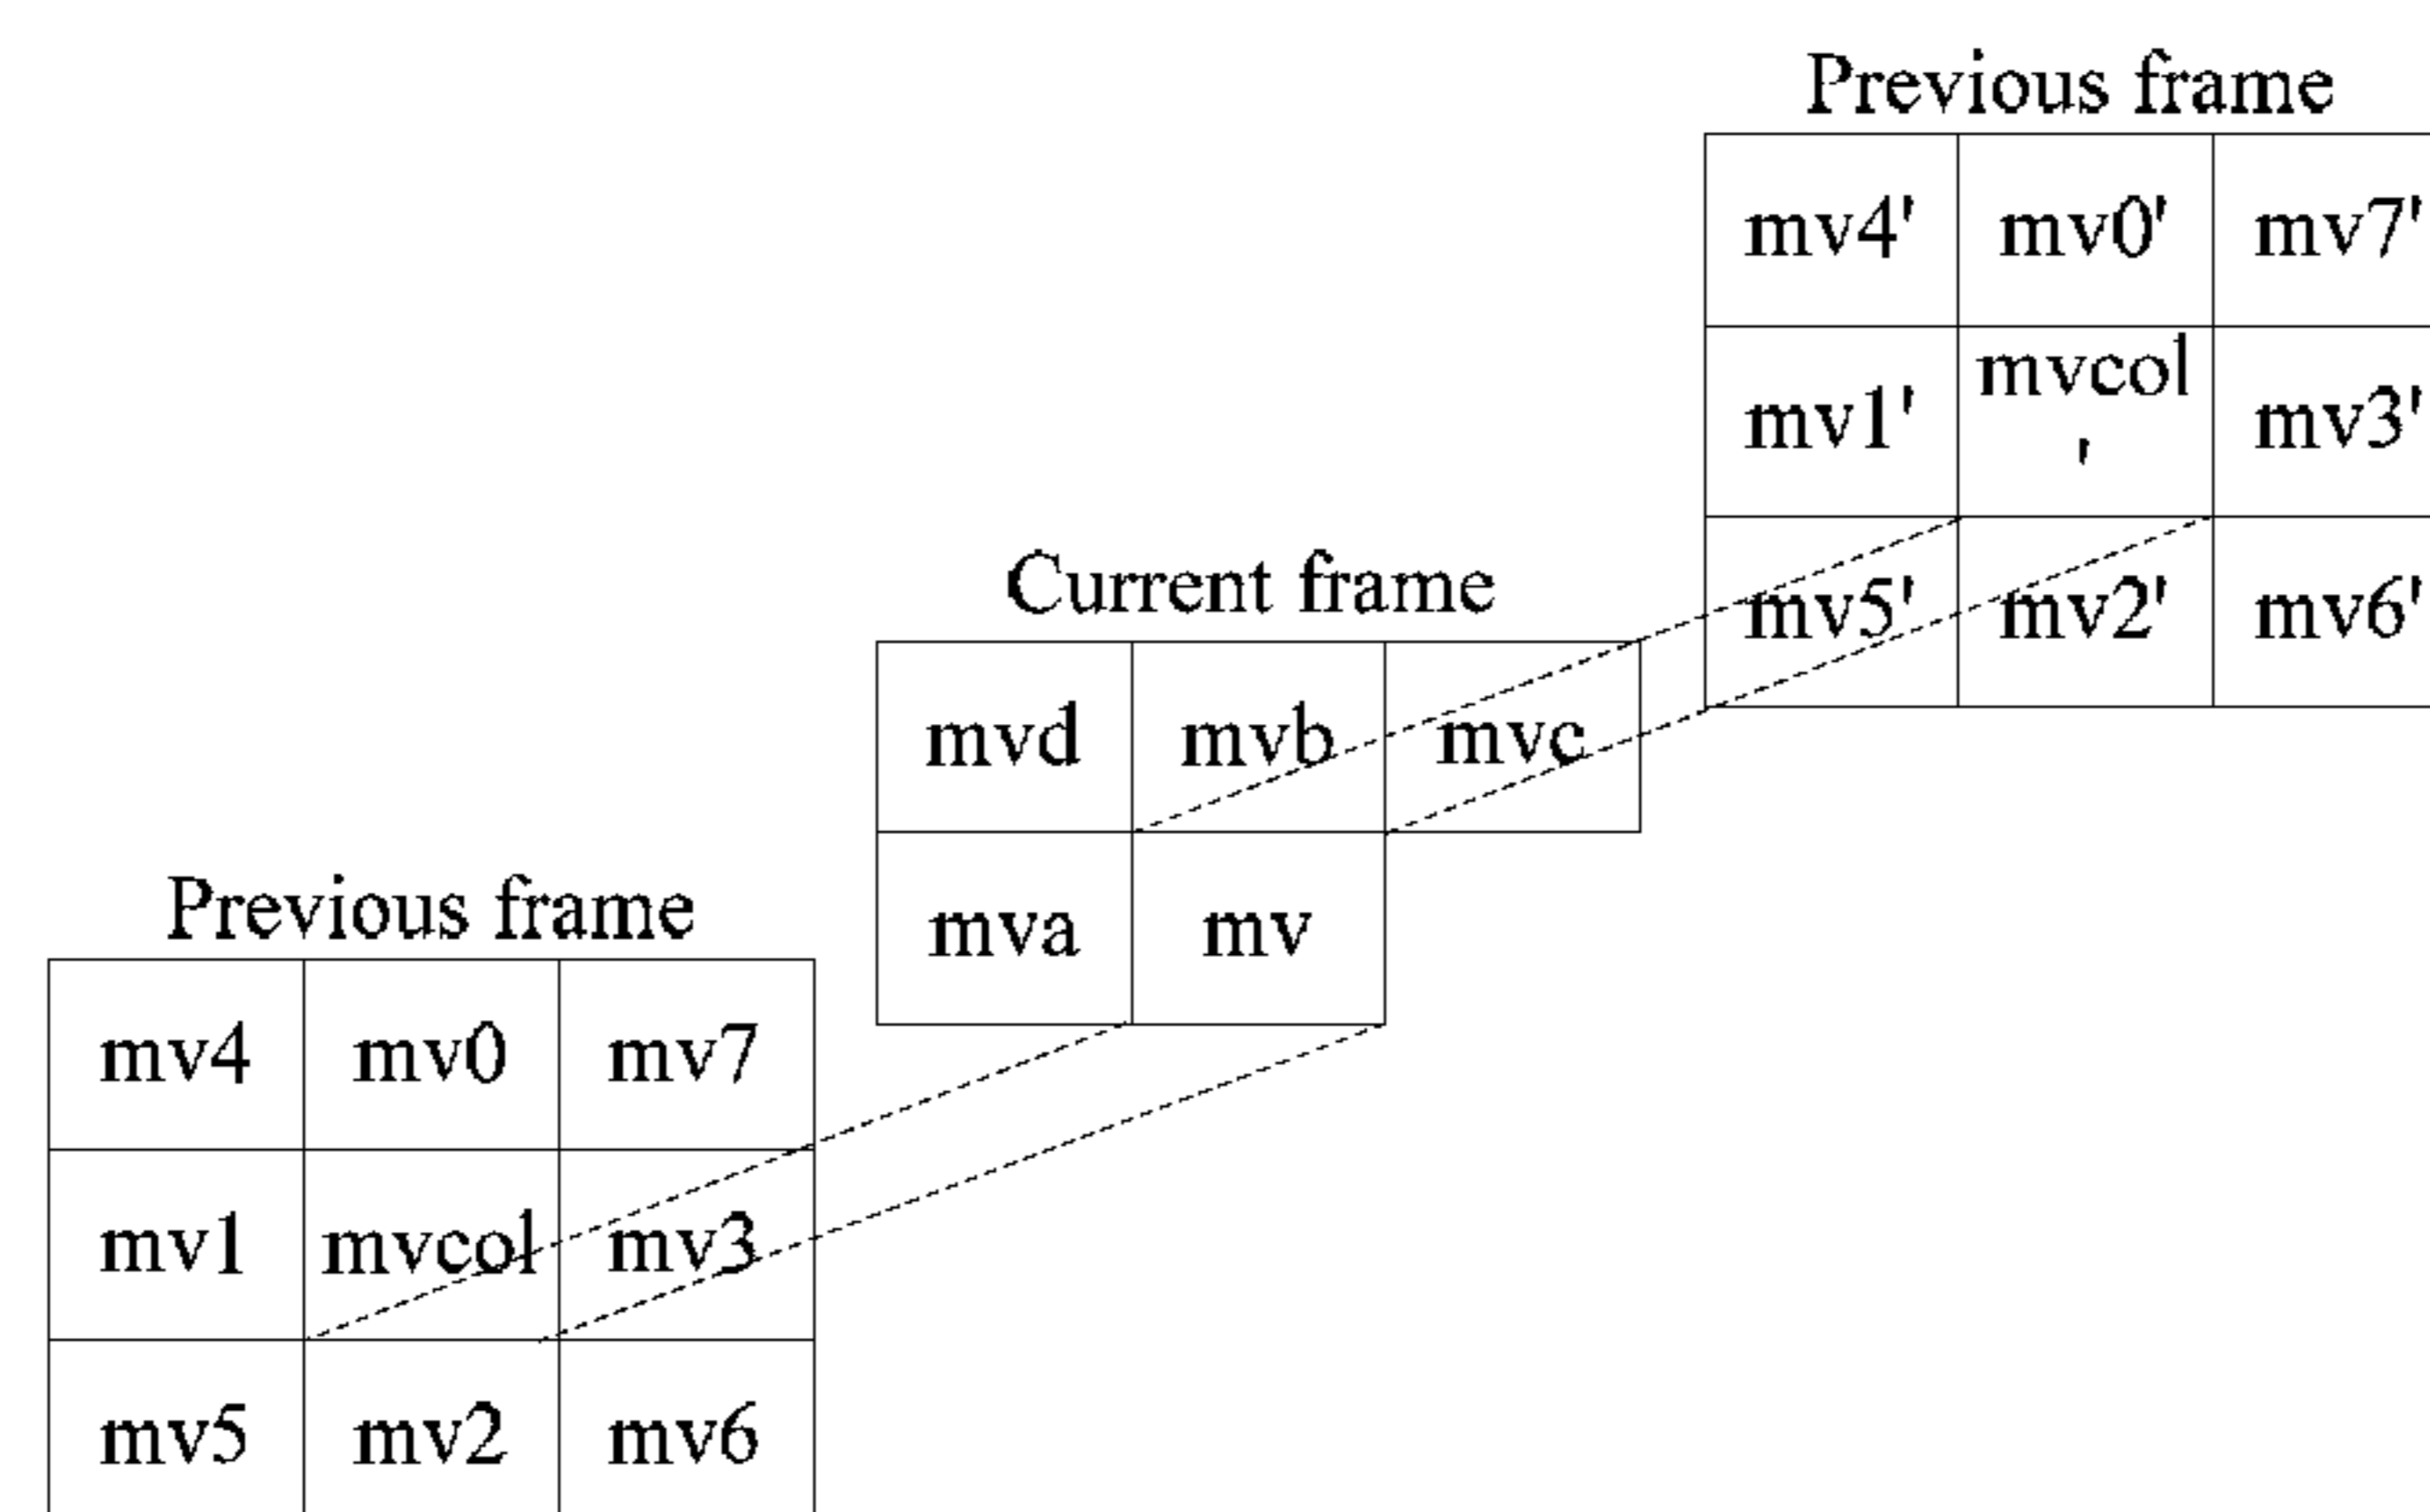 Previous frame
mv4' mv0' mv7'
mv1' mvcol' mv3'
mv5' mv2' mv6'
Current frame
mvd mvb mvc
mva mv
Previous frame
mv4 mv0 mv7
mv1 mvcol mv3
mv5 mv2 mv6